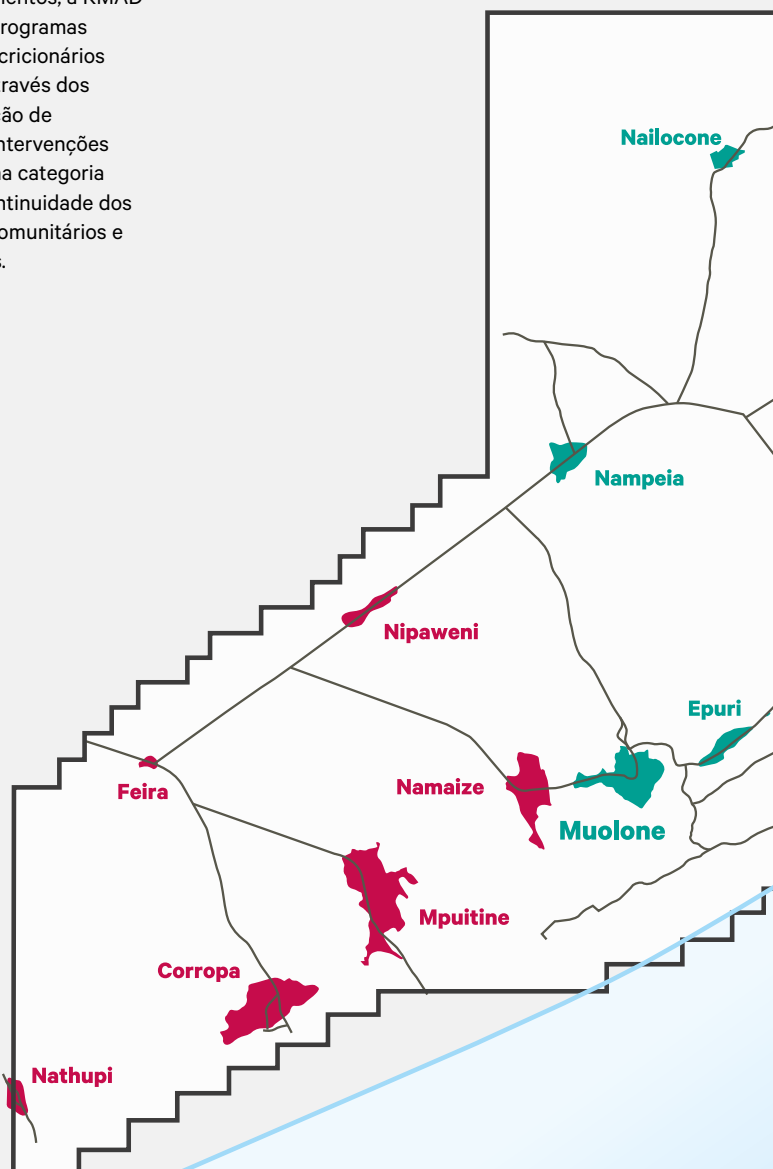 a KMAD
rogramas
cricionários
ravés dos
ão de
ntervenções
a categoria
ntinuidade dos
omunitários e
s.
Nailocone
Nampeia
Nipaweni
Epuri
Feira
Namaize
Muolone
Mpuitine
Corropa
Nathupi